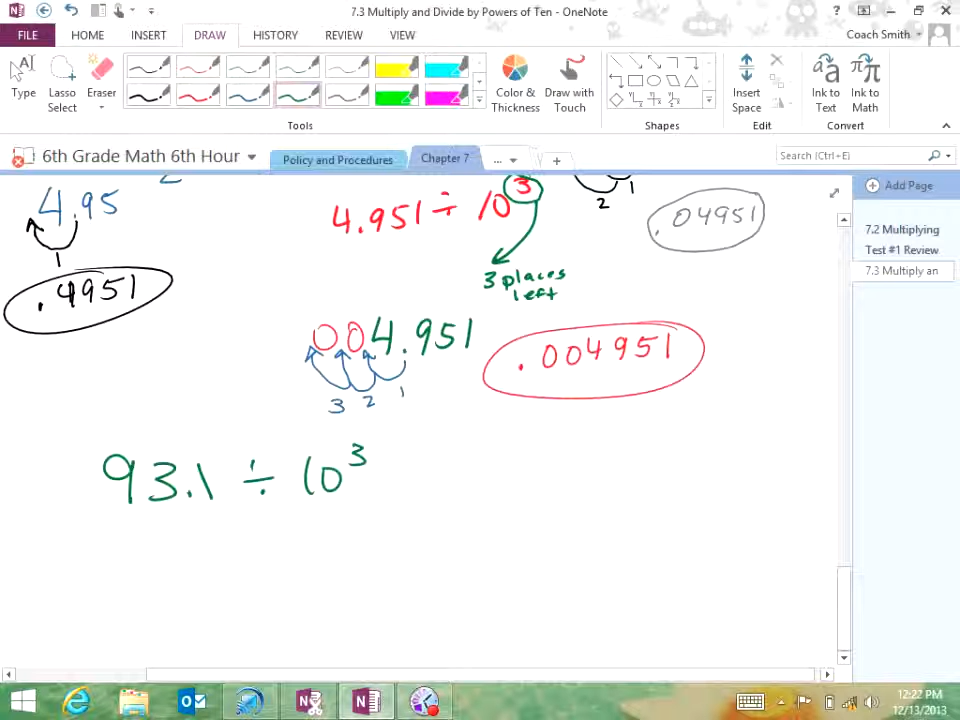 7.3 Multiply and Divide by Powers of Ten - OneNote
FILE HOME INSERT DRAW HISTORY REVIEW VIEW
Coach Smith
Type
Lasso Select
Eraser
Color & Thickness
Draw with Touch
Insert Space
Ink to Text
Ink to Math
Tools
Shapes
Edit
Convert
6th Grade Math 6th Hour
Policy and Procedures
Chapter 7
...
Search (Ctrl+E)
Add Page
7.2 Multiplying
Test #1 Review
7.3 Multiply an
4.95
1
.4951
4.951 ÷ 10³
3 places
left
2 1
.04951
004.951
3 2 1
.004951
93.1 ÷ 10³
12:22 PM
12/13/2013